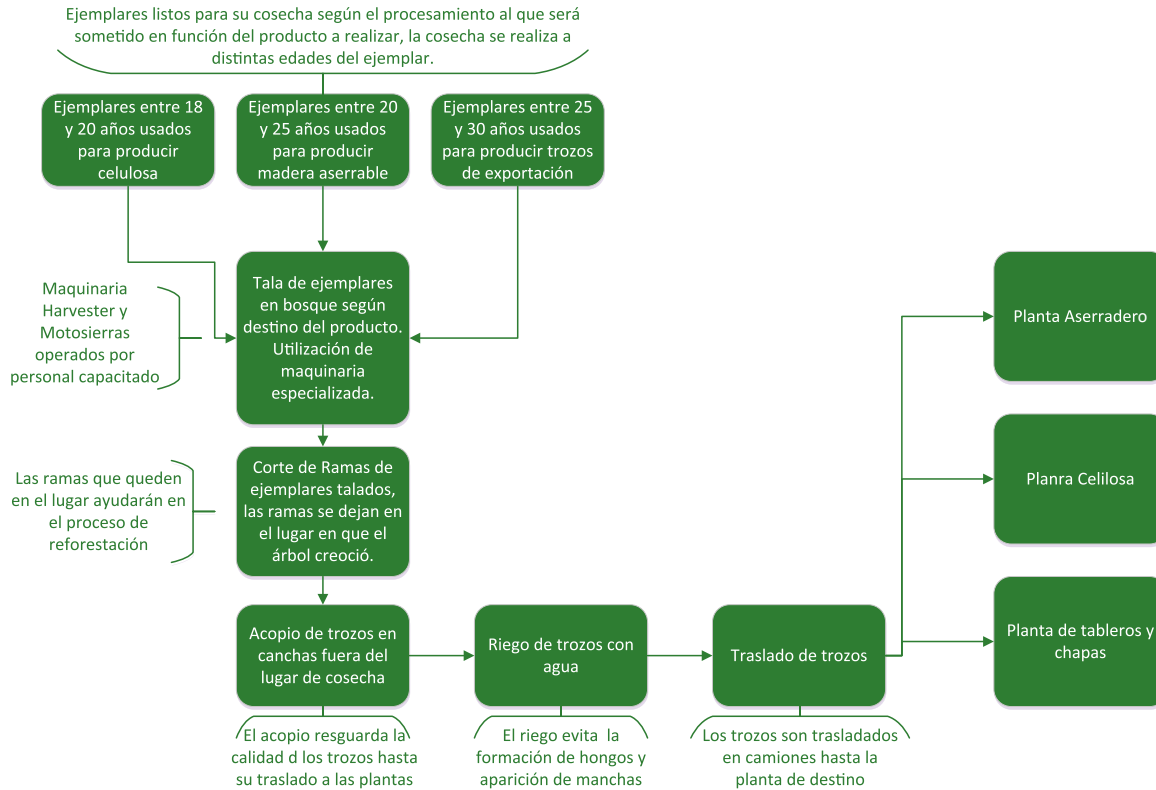 Ejemplares listos para su cosecha según el procesamiento al que será
sometido en función del producto a realizar, la cosecha se realiza a
distintas edades del ejemplar.
Ejemplares entre 18
y 20 años usados
para producir
celulosa
Ejemplares entre 20
y 25 años usados
para producir
madera aserrable
Ejemplares entre 25
y 30 años usados
para producir trozos
de exportación
Maquinaria
Harvester y
Motosierras
operados por
personal capacitado
Tala de ejemplares
en bosque según
destino del producto.
Utilización de
maquinaria
especializada.
Las ramas que queden
en el lugar ayudarán en
el proceso de
reforestación
Corte de Ramas de
ejemplares talados,
las ramas se dejan en
el lugar en que el
árbol creoció.
Acopio de trozos en
canchas fuera del
lugar de cosecha
El acopio resguarda la
calidad d los trozos hasta
su traslado a las plantas
Riego de trozos con
agua
El riego evita  la
formación de hongos y
aparición de manchas
Traslado de trozos
Los trozos son trasladados
en camiones hasta la
planta de destino
Planta Aserradero
Planra Celilosa
Planta de tableros y
chapas